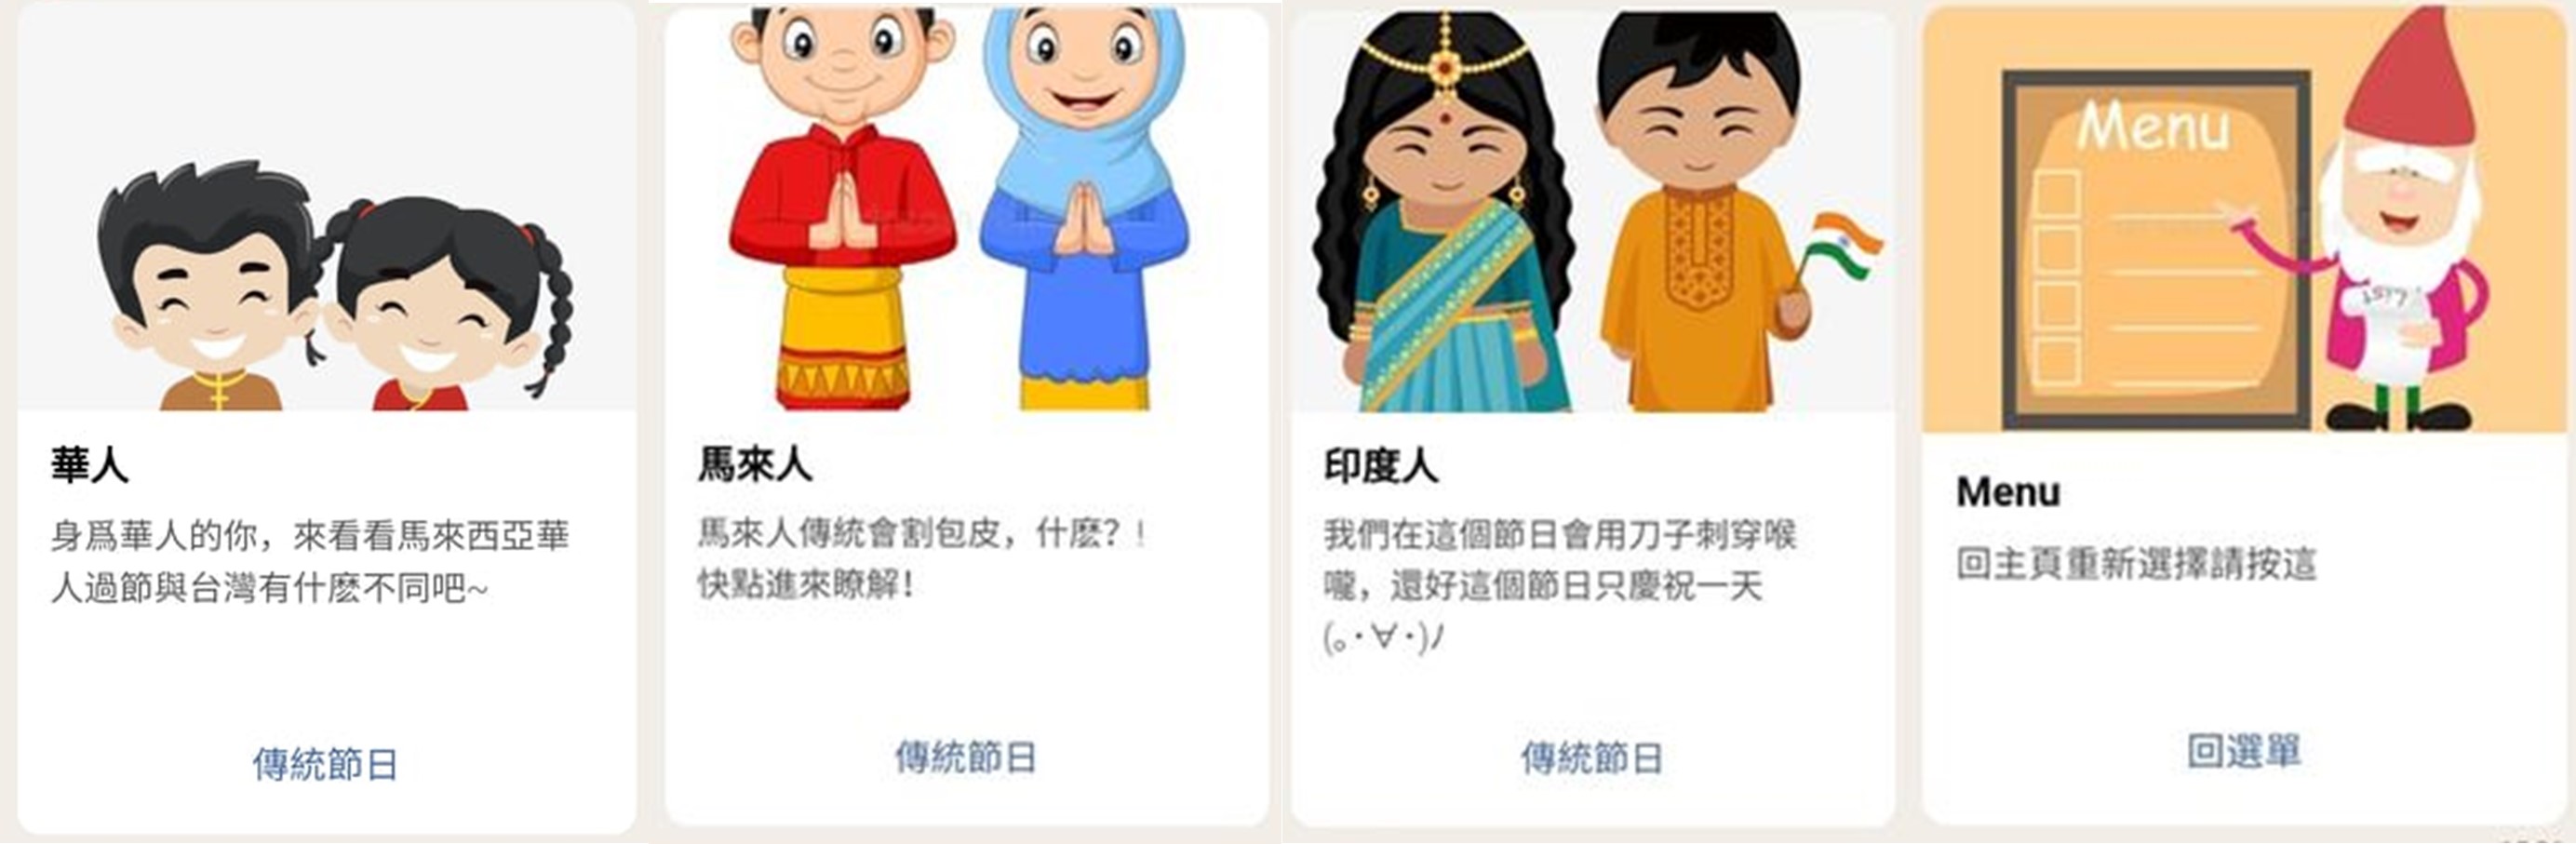 華人
身爲華人的你，來看看馬來西亞華
人過節與台灣有什麽不同吧~
傳統節日
馬來人
馬來人傳統會割包皮，什麽？！
快點進來瞭解！
傳統節日
印度人
我們在這個節日會用刀子刺穿喉
嚨，還好這個節日只慶祝一天
(｡･∀･)ﾉ
傳統節日
Menu
List
Menu
回主頁重新選擇請按這
回選單